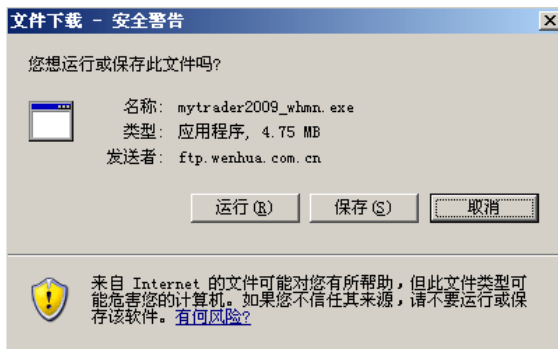 文件下载 - 安全警告
您想运行或保存此文件吗?
名称: mytrader2009_whmn.exe
类型: 应用程序, 4.75 MB
发送者: ftp.wenhua.com.cn
运行(R) 保存(S) 取消
来自 Internet 的文件可能对您有所帮助,但此文件类型可
能危害您的计算机。如果您不信任其来源,请不要运行或保
存该软件。有何风险?